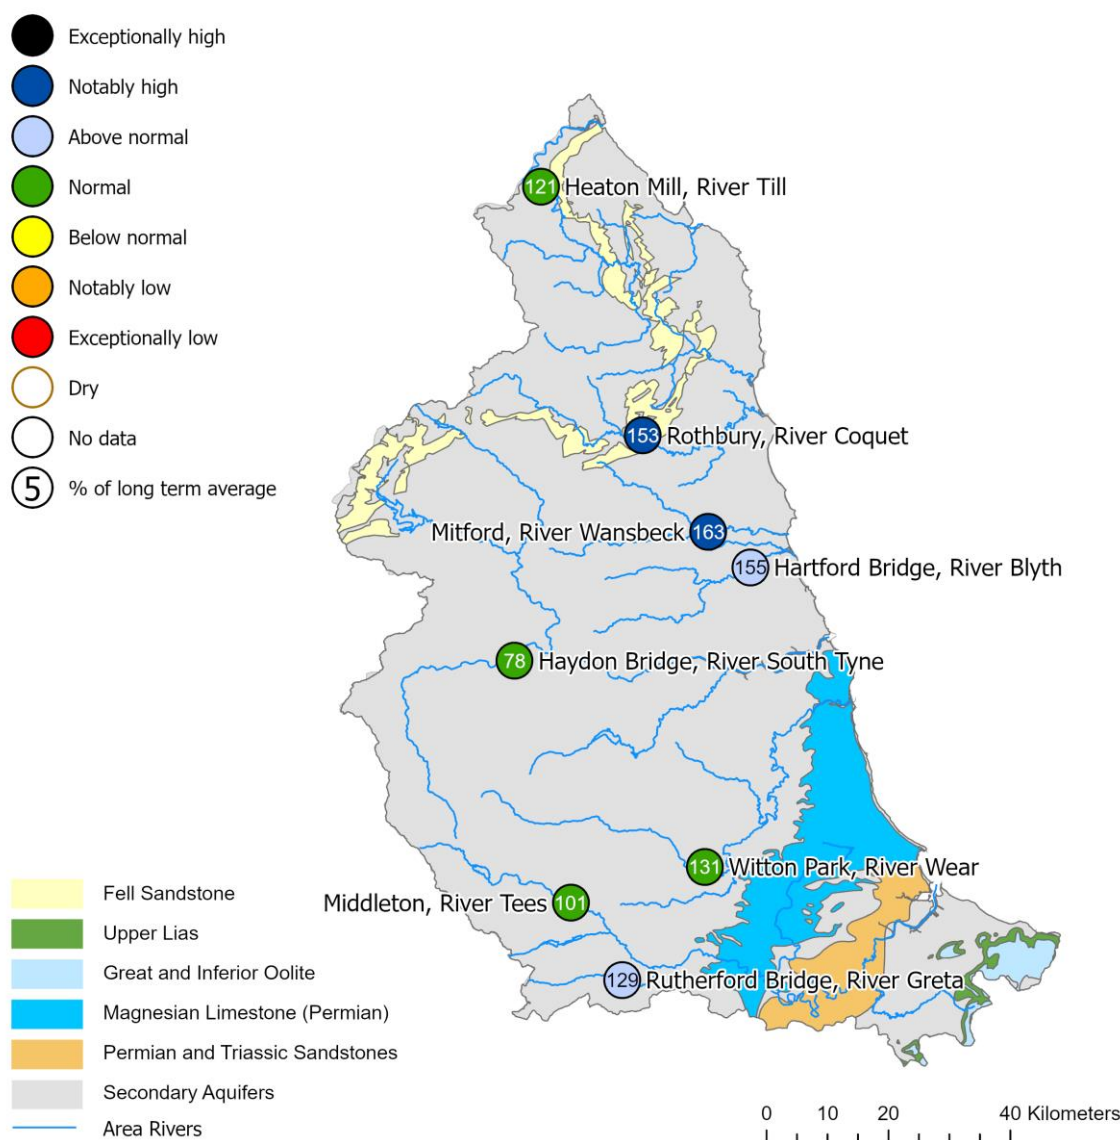 Exceptionally high
Notably high
Above normal
Normal
Below normal
Notably low
Exceptionally low
Dry
No data
5 % of long term average
121 Heaton Mill, River Till
153 Rothbury, River Coquet
Mitford, River Wansbeck 163
155 Hartford Bridge, River Blyth
78 Haydon Bridge, River South Tyne
131 Witton Park, River Wear
Middleton, River Tees 101
129 Rutherford Bridge, River Greta
Fell Sandstone
Upper Lias
Great and Inferior Oolite
Magnesian Limestone (Permian)
Permian and Triassic Sandstones
Secondary Aquifers
Area Rivers
0 10 20 40 Kilometers